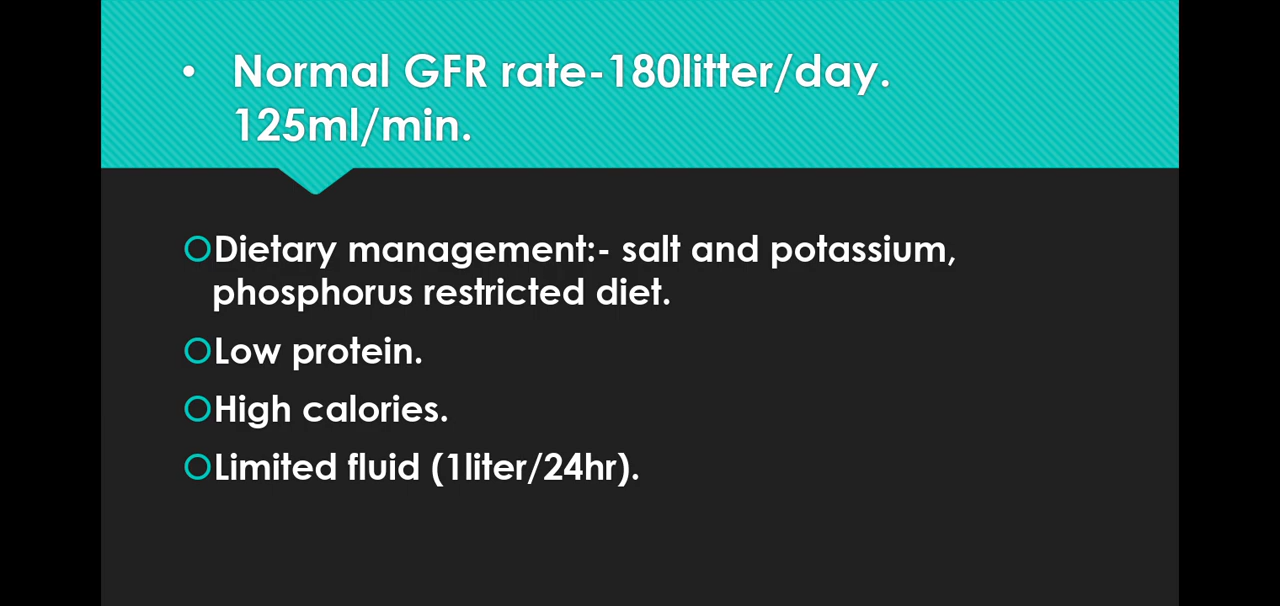 • Normal GFR rate-180litter/day.
125ml/min.
Dietary management:- salt and potassium,
phosphorus restricted diet.
Low protein.
High calories.
Limited fluid (1liter/24hr).